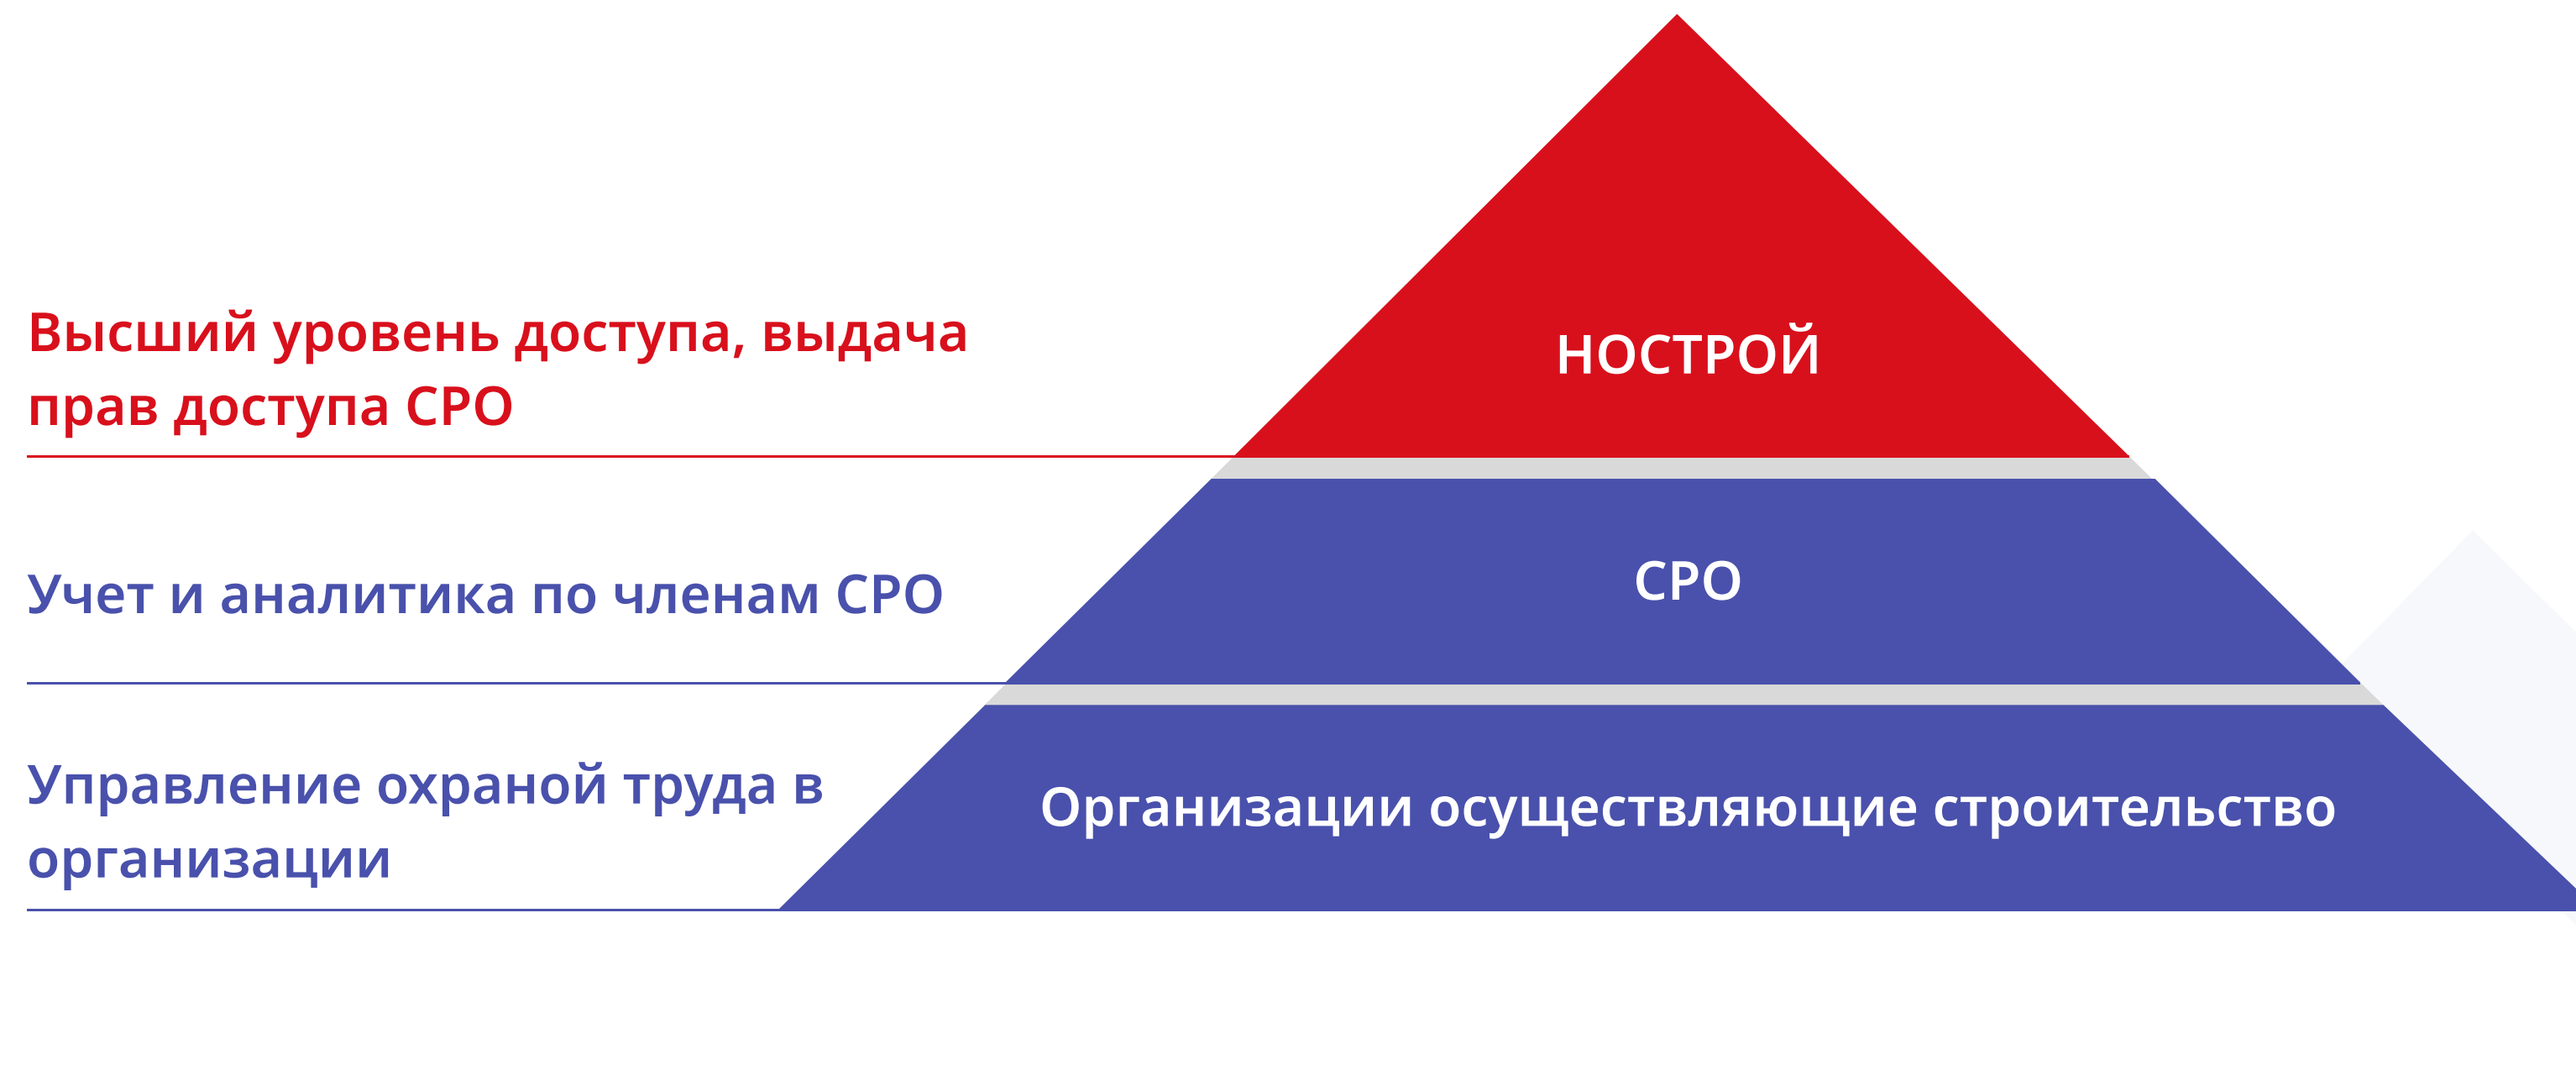 Высший уровень доступа, выдача
прав доступа СРО
НОСТРОЙ
Учет и аналитика по членам СРО
СРО
Управление охраной труда в
организации
Организации осуществляющие строительство